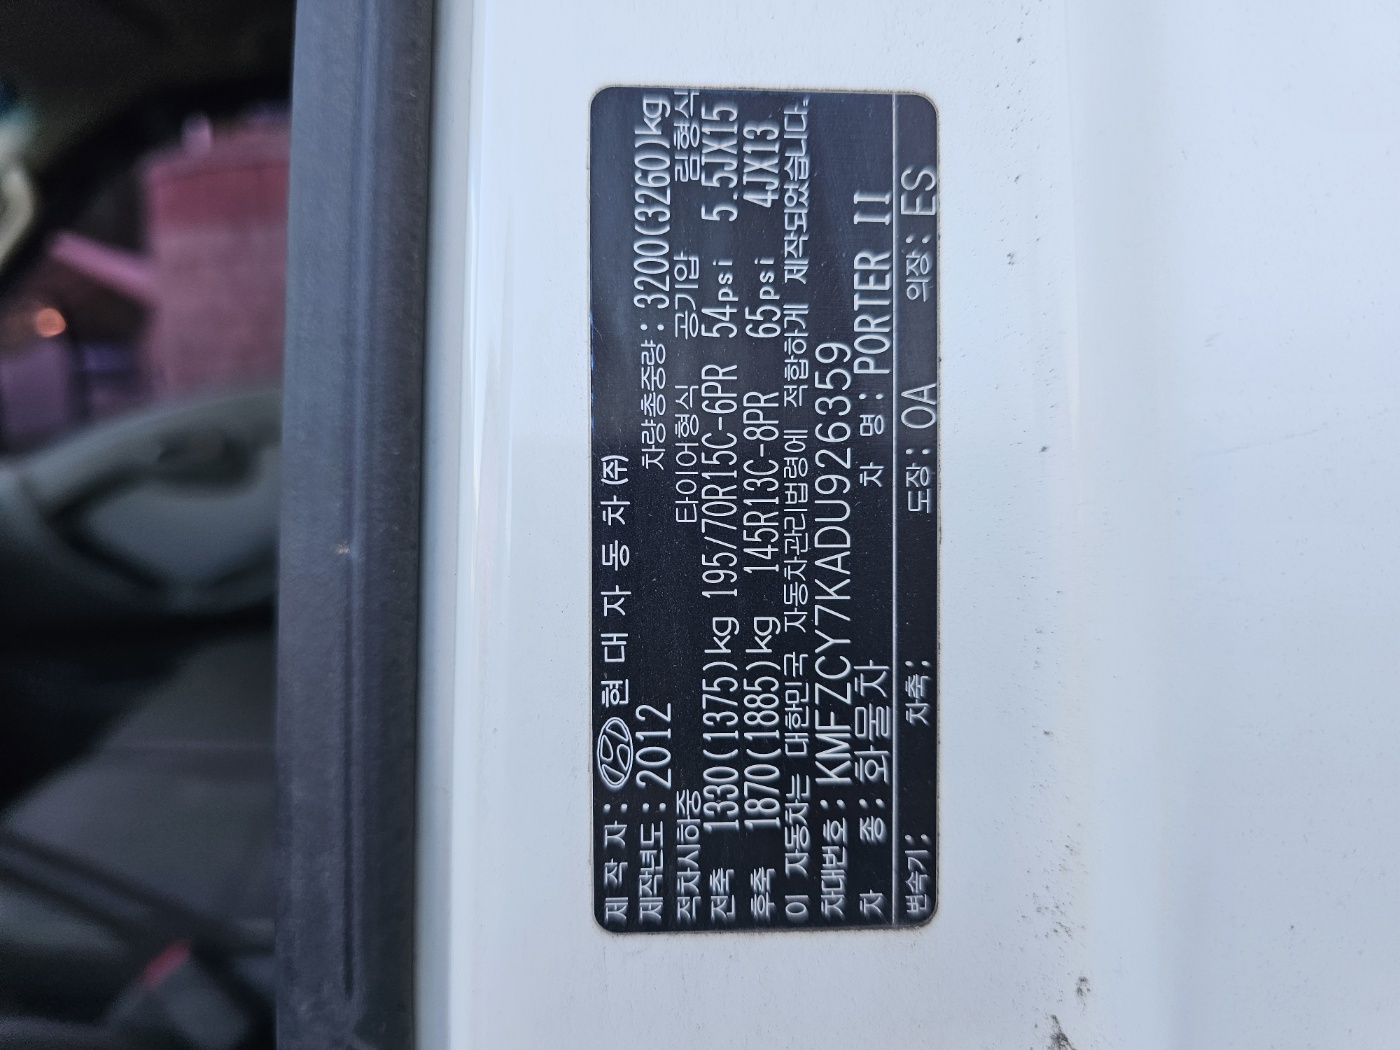 제 작 자 : 현 대 자 동 차 (주)
제작년도 : 2012 차량총중량 : 3200(3260)kg
적차시하중 타이어형식 공기압 림형식
전축 1330(1375)kg 195/70R15C-6PR 54psi 5.5JX15
후축 1870(1885)kg 145R13C-8PR 65psi 4JX13
이 자동차는 대한민국 자동차관리법령에 적합하게 제작되었습니다.
차대번호 : KMFZCY7KADU926359
차 종 : 화물차 차 명 : PORTER II
변속기 : 차축 : 도장 : OA 의장 : ES